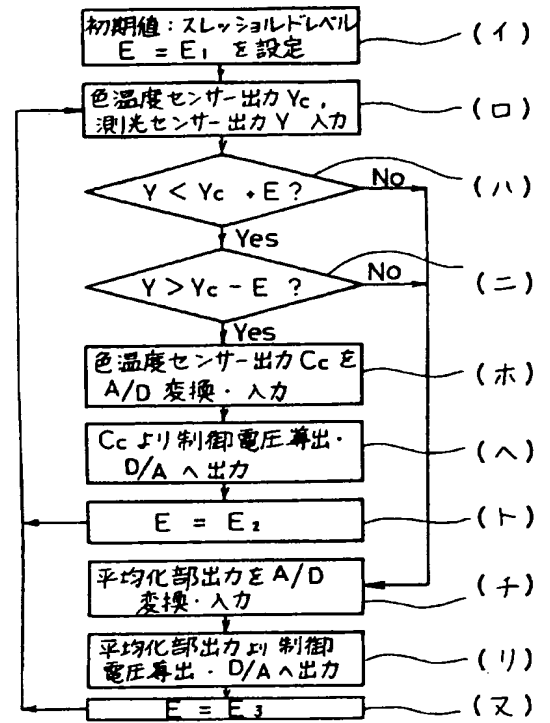 初期値:スレッショルドレベル
E = E₁ を設定
(イ)
色温度センサー出力 Yc,
測光センサー出力 Y 入力
(ロ)
Y < Yc + E ?
No
(ハ)
Yes
Y > Yc - E ?
No
(ニ)
Yes
色温度センサー出力 Cc を
A/D 変換・入力
(ホ)
Cc より制御電圧導出・
D/A へ出力
(ヘ)
E = E₂
(ト)
平均化部出力を A/D
変換・入力
(チ)
平均化部出力より制御
電圧導出・D/Aへ出力
(リ)
E = E₃
(ヌ)